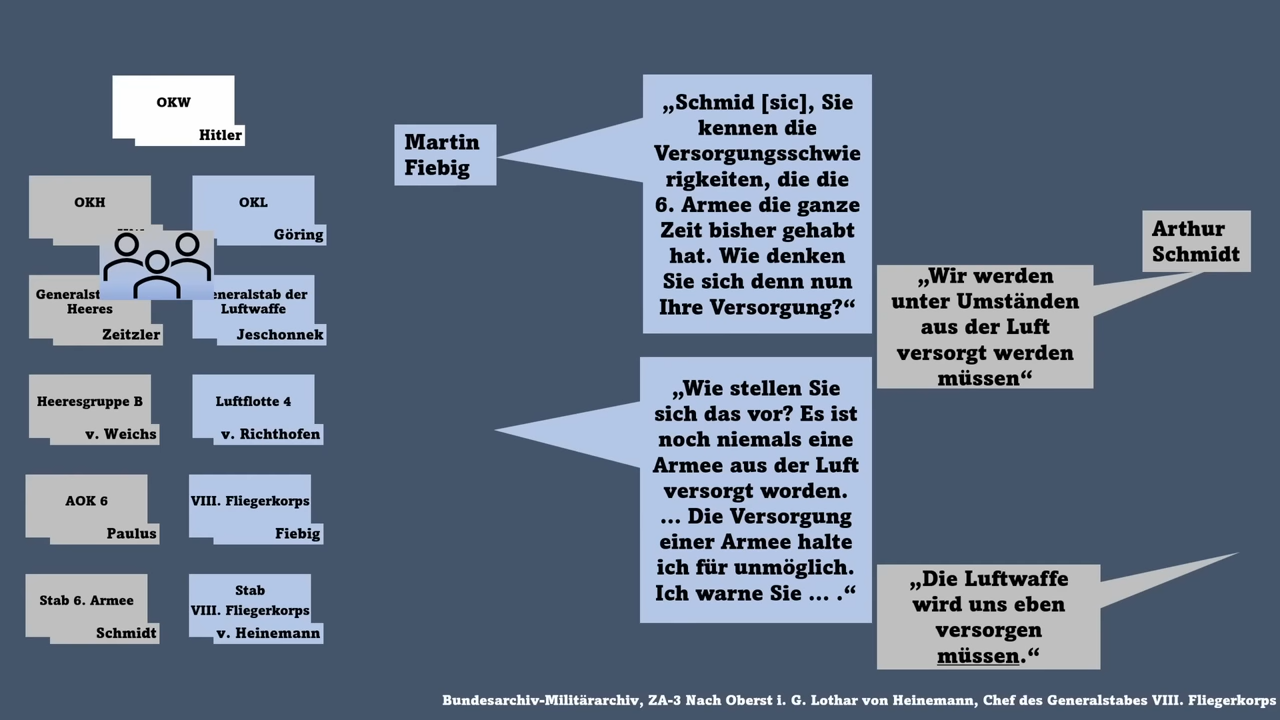 OKW
Hitler
OKH
OKL
Göring
Heeres
Zeitzler
Generalstab der
Luftwaffe
Jeschonnek
Heeresgruppe B
v. Weichs
Luftflotte 4
v. Richthofen
AOK 6
Paulus
VIII. Fliegerkorps
Fiebig
Stab 6. Armee
Schmidt
Stab
VIII. Fliegerkorps
v. Heinemann
Martin
Fiebig
„Schmid [sic], Sie
kennen die
Versorgungsschwie
rigkeiten, die die
6. Armee die ganze
Zeit bisher gehabt
hat. Wie denken
Sie sich denn nun
Ihre Versorgung?“
Arthur
Schmidt
„Wir werden
unter Umständen
aus der Luft
versorgt werden
müssen“
„Wie stellen Sie
sich das vor? Es ist
noch niemals eine
Armee aus der Luft
versorgt worden.
... Die Versorgung
einer Armee halte
ich für unmöglich.
Ich warne Sie ... .“
„Die Luftwaffe
wird uns eben
versorgen
müssen.“
Bundesarchiv-Militärarchiv, ZA-3 Nach Oberst i. G. Lothar von Heinemann, Chef des Generalstabes VIII. Fliegerkorps